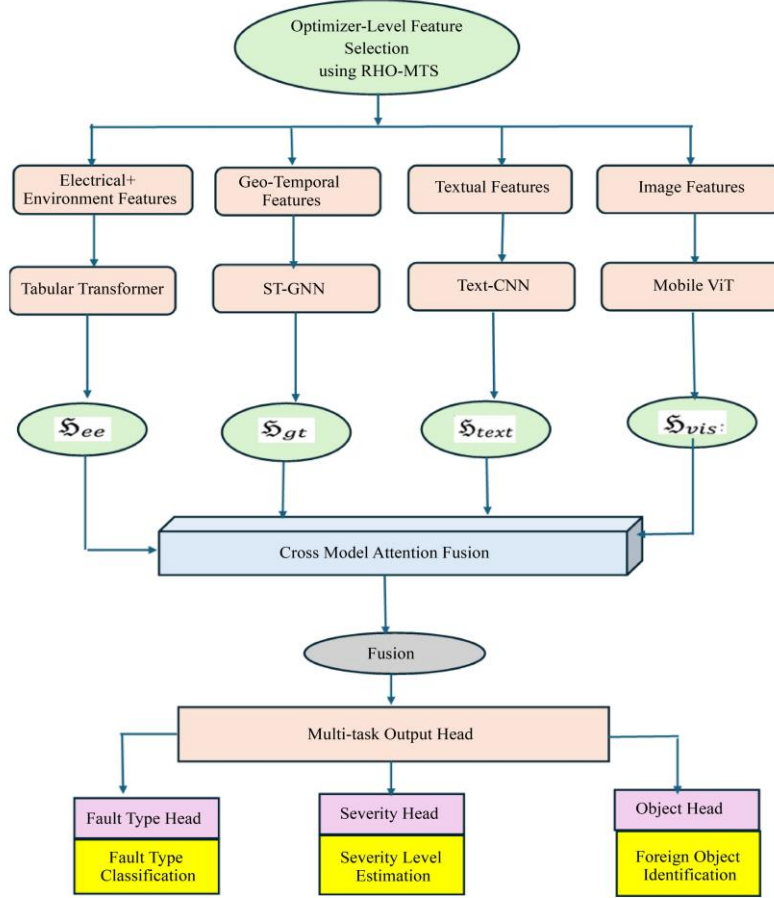 Optimizer-Level Feature
Selection
using RHO-MTS
Electrical+
Environment Features
Geo-Temporal
Features
Textual Features
Image Features
Tabular Transformer
ST-GNN
Text-CNN
Mobile ViT
ℌee
ℌgt
ℌtext
ℌvis:
Cross Model Attention Fusion
Fusion
Multi-task Output Head
Fault Type Head
Fault Type
Classification
Severity Head
Severity Level
Estimation
Object Head
Foreign Object
Identification